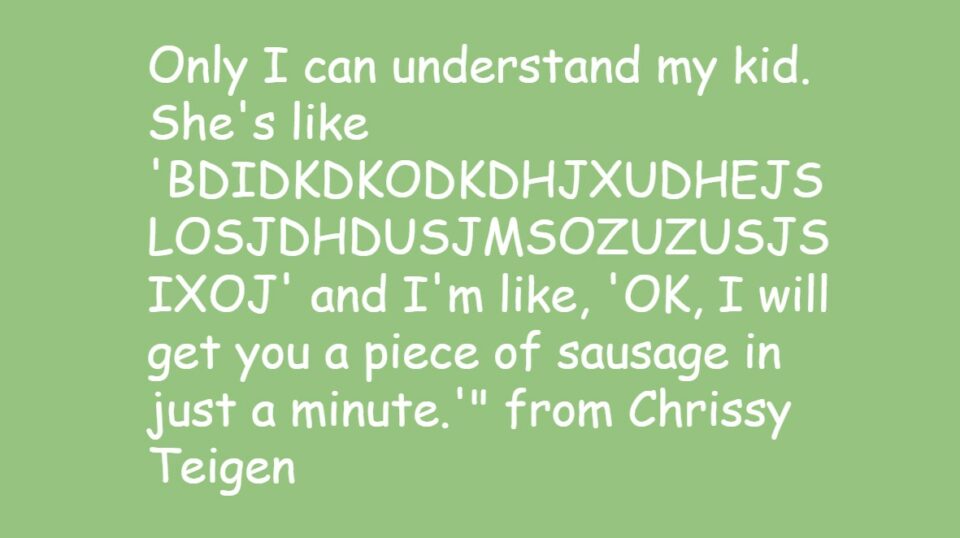 Only I can understand my kid.
She's like
'BDIDKDKODKDHJXUDHEJS
LOSJDHDUSJMSOZUZUSJS
IXOJ' and I'm like, 'OK, I will
get you a piece of sausage in
just a minute.'" from Chrissy
Teigen